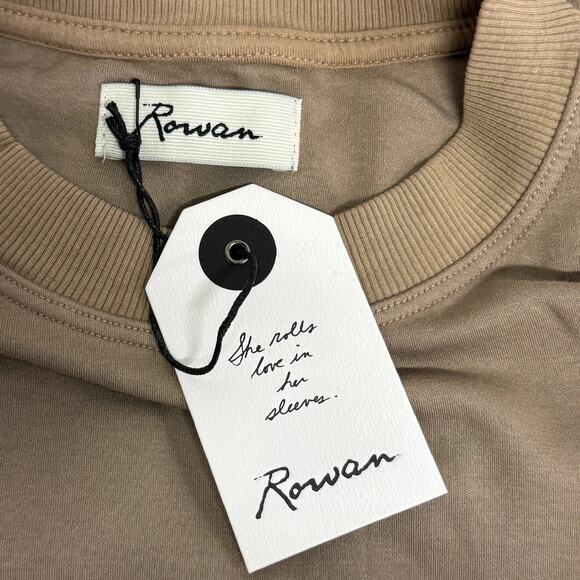 Rowan
She rolls
love in
her
sleeves.
Rowan